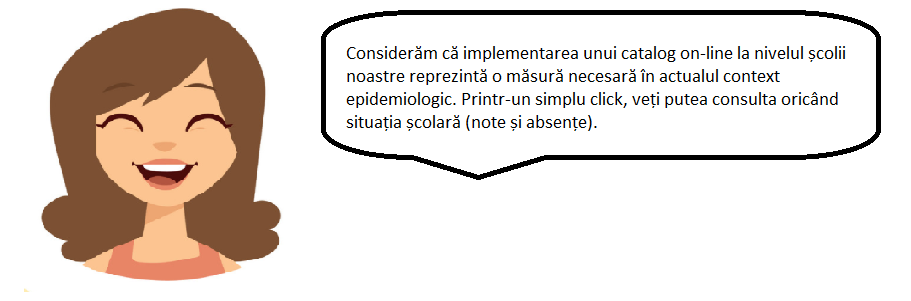 Considerăm că implementarea unui catalog on-line la nivelul școlii
noastre reprezintă o măsură necesară în actualul context
epidemiologic. Printr-un simplu click, veți putea consulta oricând
situația școlară (note și absențe).